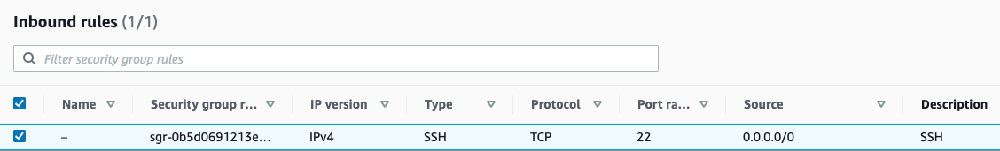 Inbound rules (1/1)
Filter security group rules
Name Security group r... IP version Type Protocol Port ra... Source Description
– sgr-0b5d0691213e... IPv4 SSH TCP 22 0.0.0.0/0 SSH